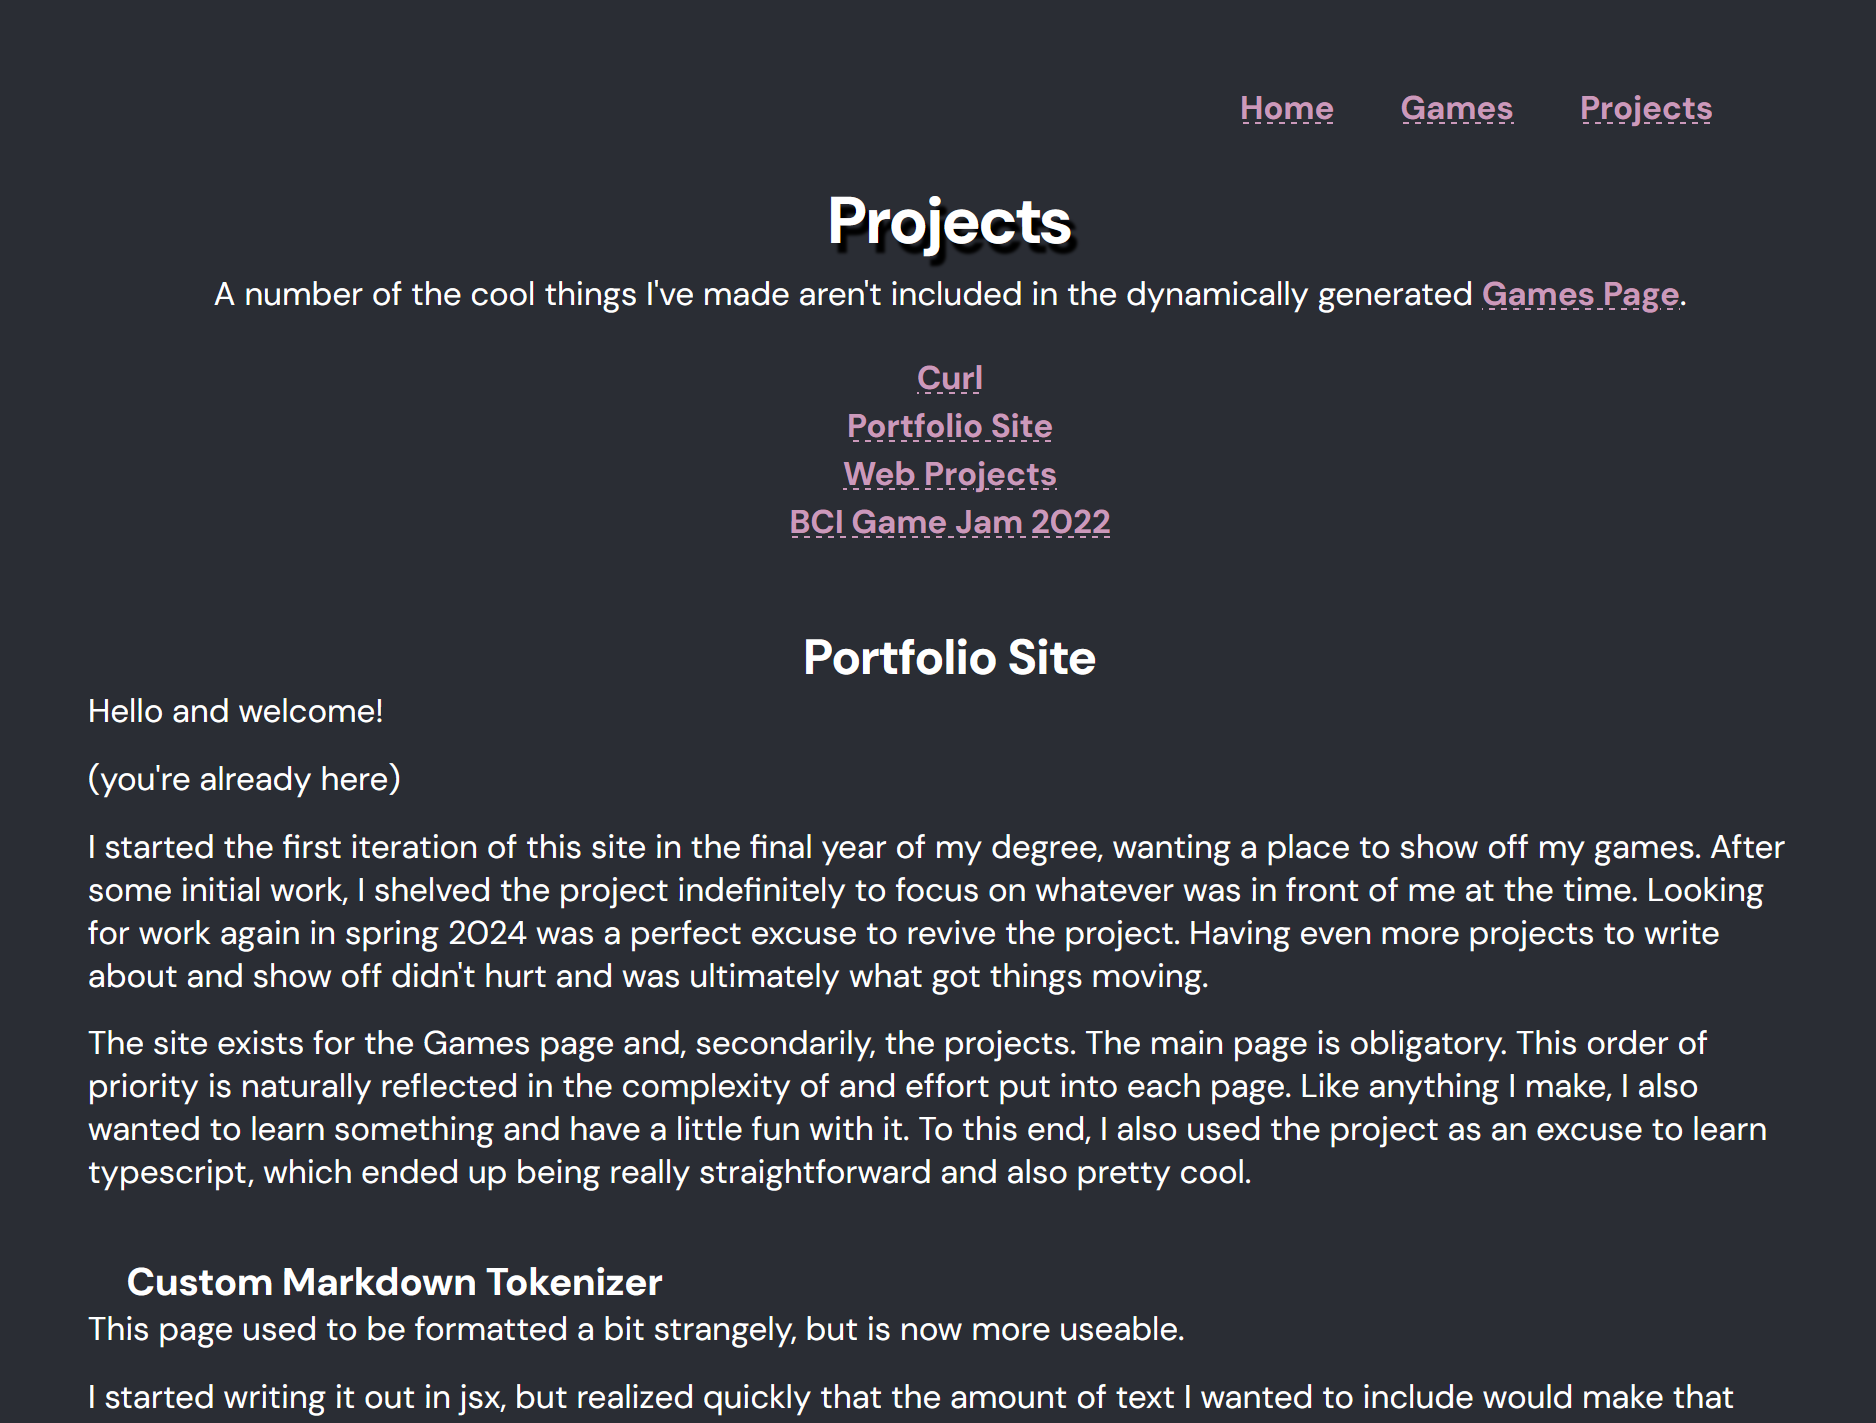 Home Games Projects
Projects
A number of the cool things I've made aren't included in the dynamically generated Games Page.
Curl
Portfolio Site
Web Projects
BCI Game Jam 2022
Portfolio Site
Hello and welcome!
(you're already here)
I started the first iteration of this site in the final year of my degree, wanting a place to show off my games. After
some initial work, I shelved the project indefinitely to focus on whatever was in front of me at the time. Looking
for work again in spring 2024 was a perfect excuse to revive the project. Having even more projects to write
about and show off didn't hurt and was ultimately what got things moving.
The site exists for the Games page and, secondarily, the projects. The main page is obligatory. This order of
priority is naturally reflected in the complexity of and effort put into each page. Like anything I make, I also
wanted to learn something and have a little fun with it. To this end, I also used the project as an excuse to learn
typescript, which ended up being really straightforward and also pretty cool.
Custom Markdown Tokenizer
This page used to be formatted a bit strangely, but is now more useable.
I started writing it out in jsx, but realized quickly that the amount of text I wanted to include would make that